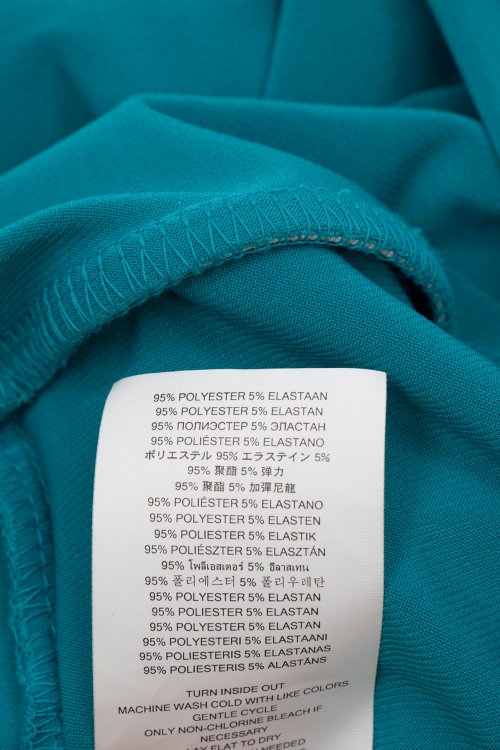 95% POLYESTER 5% ELASTAAN
95% POLYESTER 5% ELASTAN
95% ПОЛИЭСТЕР 5% ЭЛАСТАН
95% POLIÉSTER 5% ELASTANO
ポリエステル 95% エラステイン 5%
95% 聚酯 5% 弹力
95% 聚酯 5% 加彈尼龍
95% POLIÉSTER 5% ELASTANO
95% POLYESTER 5% ELASTEN
95% POLIESTER 5% ELASTIK
95% POLIÉSZTER 5% ELASZTÁN
95% โพลีเอสเตอร์ 5% อีลาสเทน
95% 폴리에스터 5% 폴리우레탄
95% POLYESTER 5% ELASTAN
95% POLYESTER 5% ELASTAN
95% POLYESTER 5% ELASTAN
95% POLYESTERI 5% ELASTAANI
95% POLIESTERIS 5% ELASTANAS
95% POLIESTERIS 5% ALASTĀNS
TURN INSIDE OUT
MACHINE WASH COLD WITH LIKE COLORS
GENTLE CYCLE
ONLY NON-CHLORINE BLEACH IF
NECESSARY
LAY FLAT TO DRY